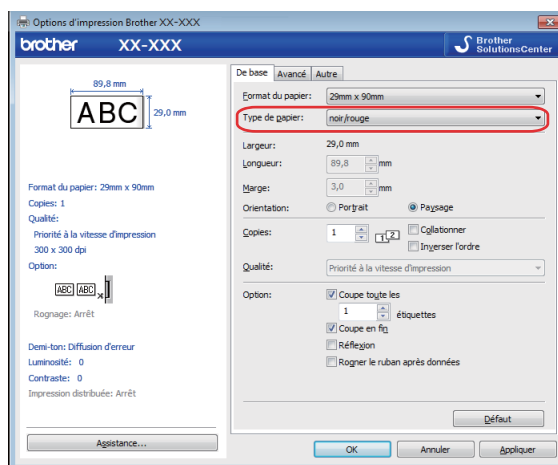 Options d'impression Brother XX-XXX
brother XX-XXX
Brother
SolutionsCenter
89,8 mm
ABC
29,0 mm
Format du papier: 29mm x 90mm
Copies: 1
Qualité:
Priorité à la vitesse d'impression
300 x 300 dpi
Option:
ABC ABC
Rognage: Arrêt
Demi-ton: Diffusion d'erreur
Luminosité: 0
Contraste: 0
Impression distribuée: Arrêt
Assistance...
De base Avancé Autre
Format du papier: 29mm x 90mm
Type de papier: noir/rouge
Largeur: 29,0 mm
Longueur: 89,8 mm
Marge: 3,0 mm
Orientation: Portrait Paysage
Copies: 1 1 2 Collationner
Inverser l'ordre
Qualité: Priorité à la vitesse d'impression
Option: Coupe toute les
1 étiquettes
Coupe en fin
Réflexion
Rogner le ruban après données
Défaut
OK Annuler Appliquer